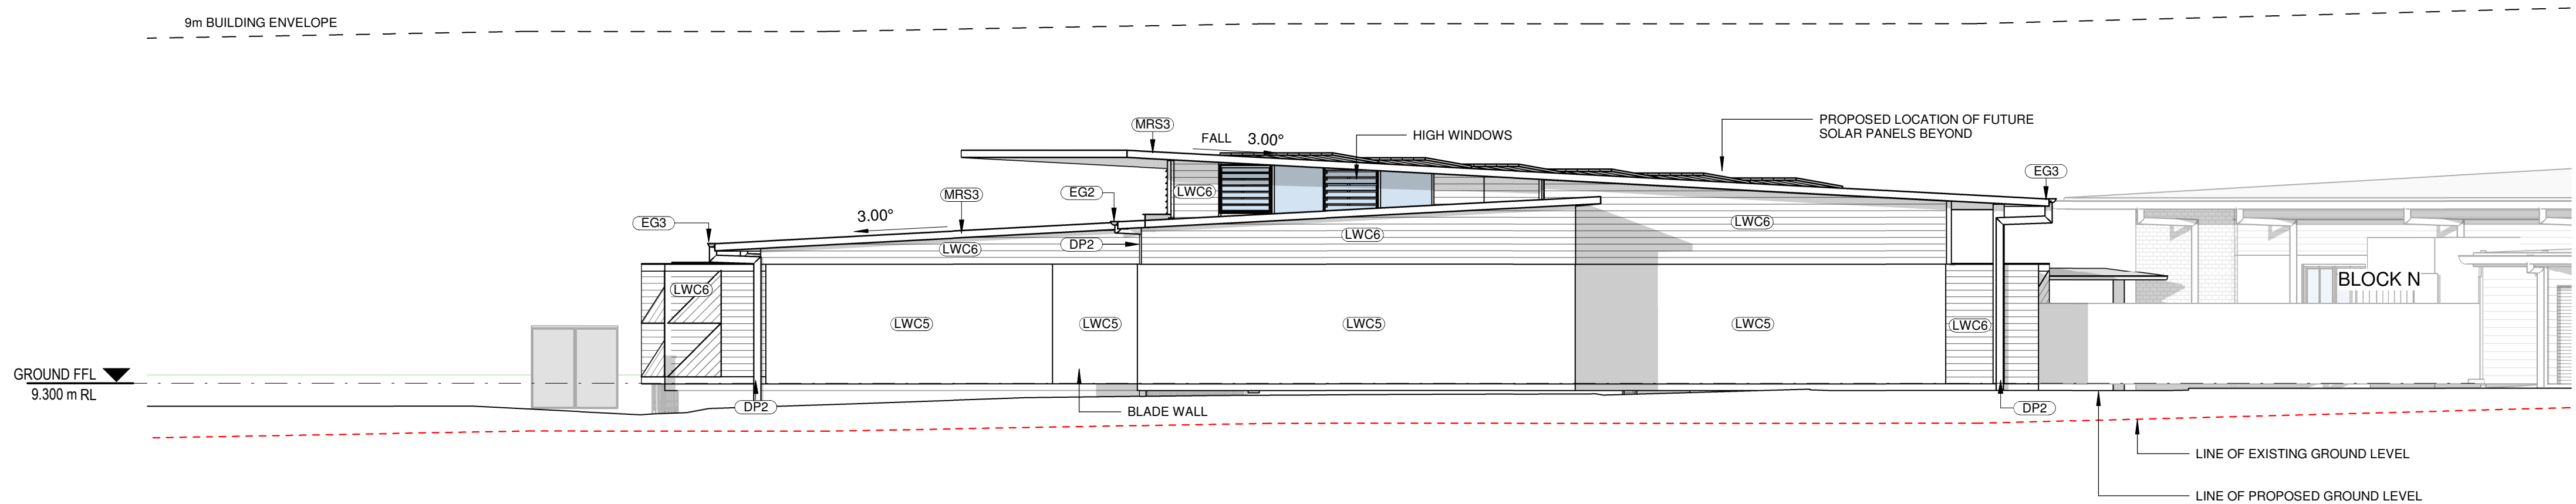 9m BUILDING ENVELOPE
MRS3
FALL 3.00°
HIGH WINDOWS
PROPOSED LOCATION OF FUTURE
SOLAR PANELS BEYOND
EG3
MRS3
EG2
LWC6
3.00°
EG3
DP2
LWC6
LWC6
LWC6
LWC6
BLOCK N
LWC5
LWC5
LWC5
LWC5
LWC6
GROUND FFL
9.300 m RL
DP2
BLADE WALL
DP2
LINE OF EXISTING GROUND LEVEL
LINE OF PROPOSED GROUND LEVEL